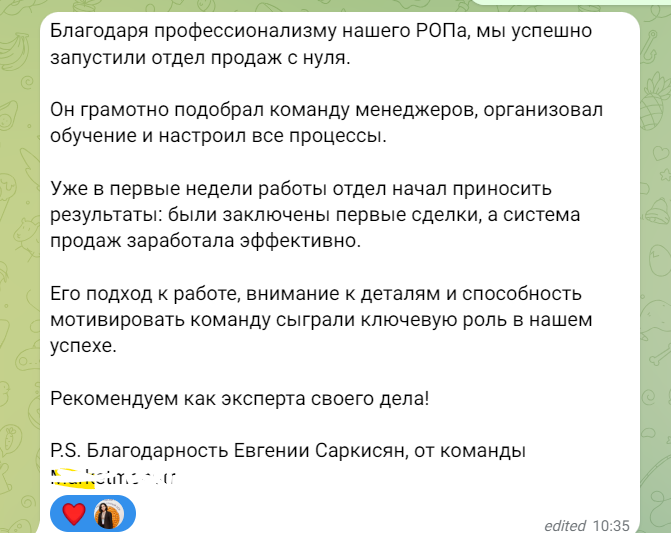 Благодаря профессионализму нашего РОПа, мы успешно
запустили отдел продаж с нуля.
Он грамотно подобрал команду менеджеров, организовал
обучение и настроил все процессы.
Уже в первые недели работы отдел начал приносить
результаты: были заключены первые сделки, а система
продаж заработала эффективно.
Его подход к работе, внимание к деталям и способность
мотивировать команду сыграли ключевую роль в нашем
успехе.
Рекомендуем как эксперта своего дела!
P.S. Благодарность Евгении Саркисян, от команды
edited 10:35